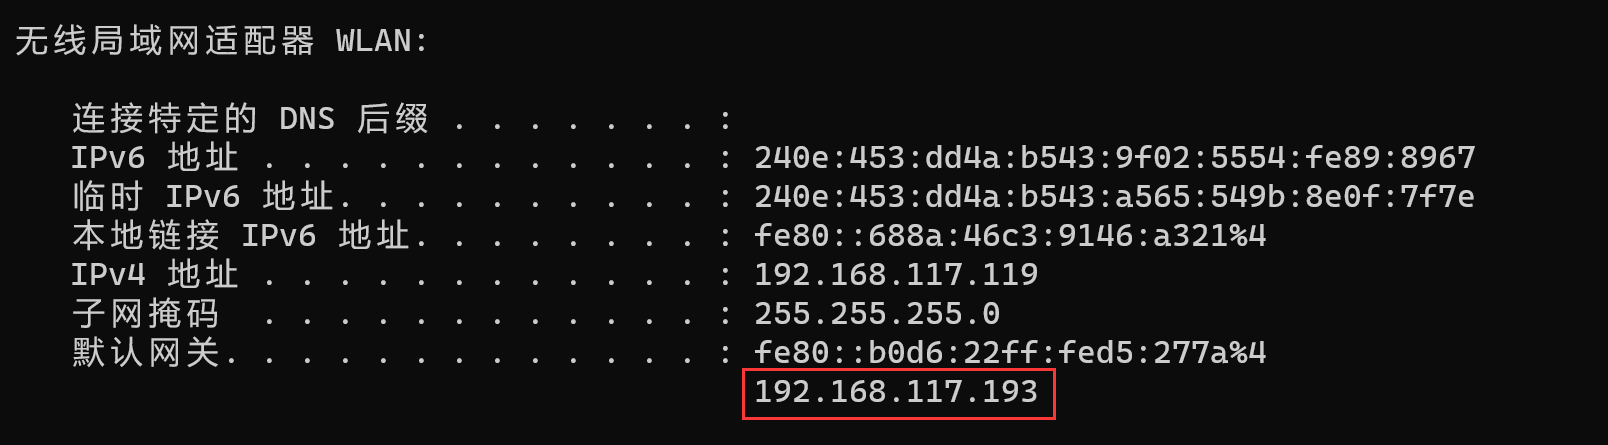 无线局域网适配器 WLAN:
连接特定的 DNS 后缀 . . . . . . . :
IPv6 地址 . . . . . . . . . . . . : 240e:453:dd4a:b543:9f02:5554:fe89:8967
临时 IPv6 地址. . . . . . . . . . : 240e:453:dd4a:b543:a565:549b:8e0f:7f7e
本地链接 IPv6 地址. . . . . . . . : fe80::688a:46c3:9146:a321%4
IPv4 地址 . . . . . . . . . . . . : 192.168.117.119
子网掩码  . . . . . . . . . . . . : 255.255.255.0
默认网关. . . . . . . . . . . . . : fe80::b0d6:22ff:fed5:277a%4
192.168.117.193